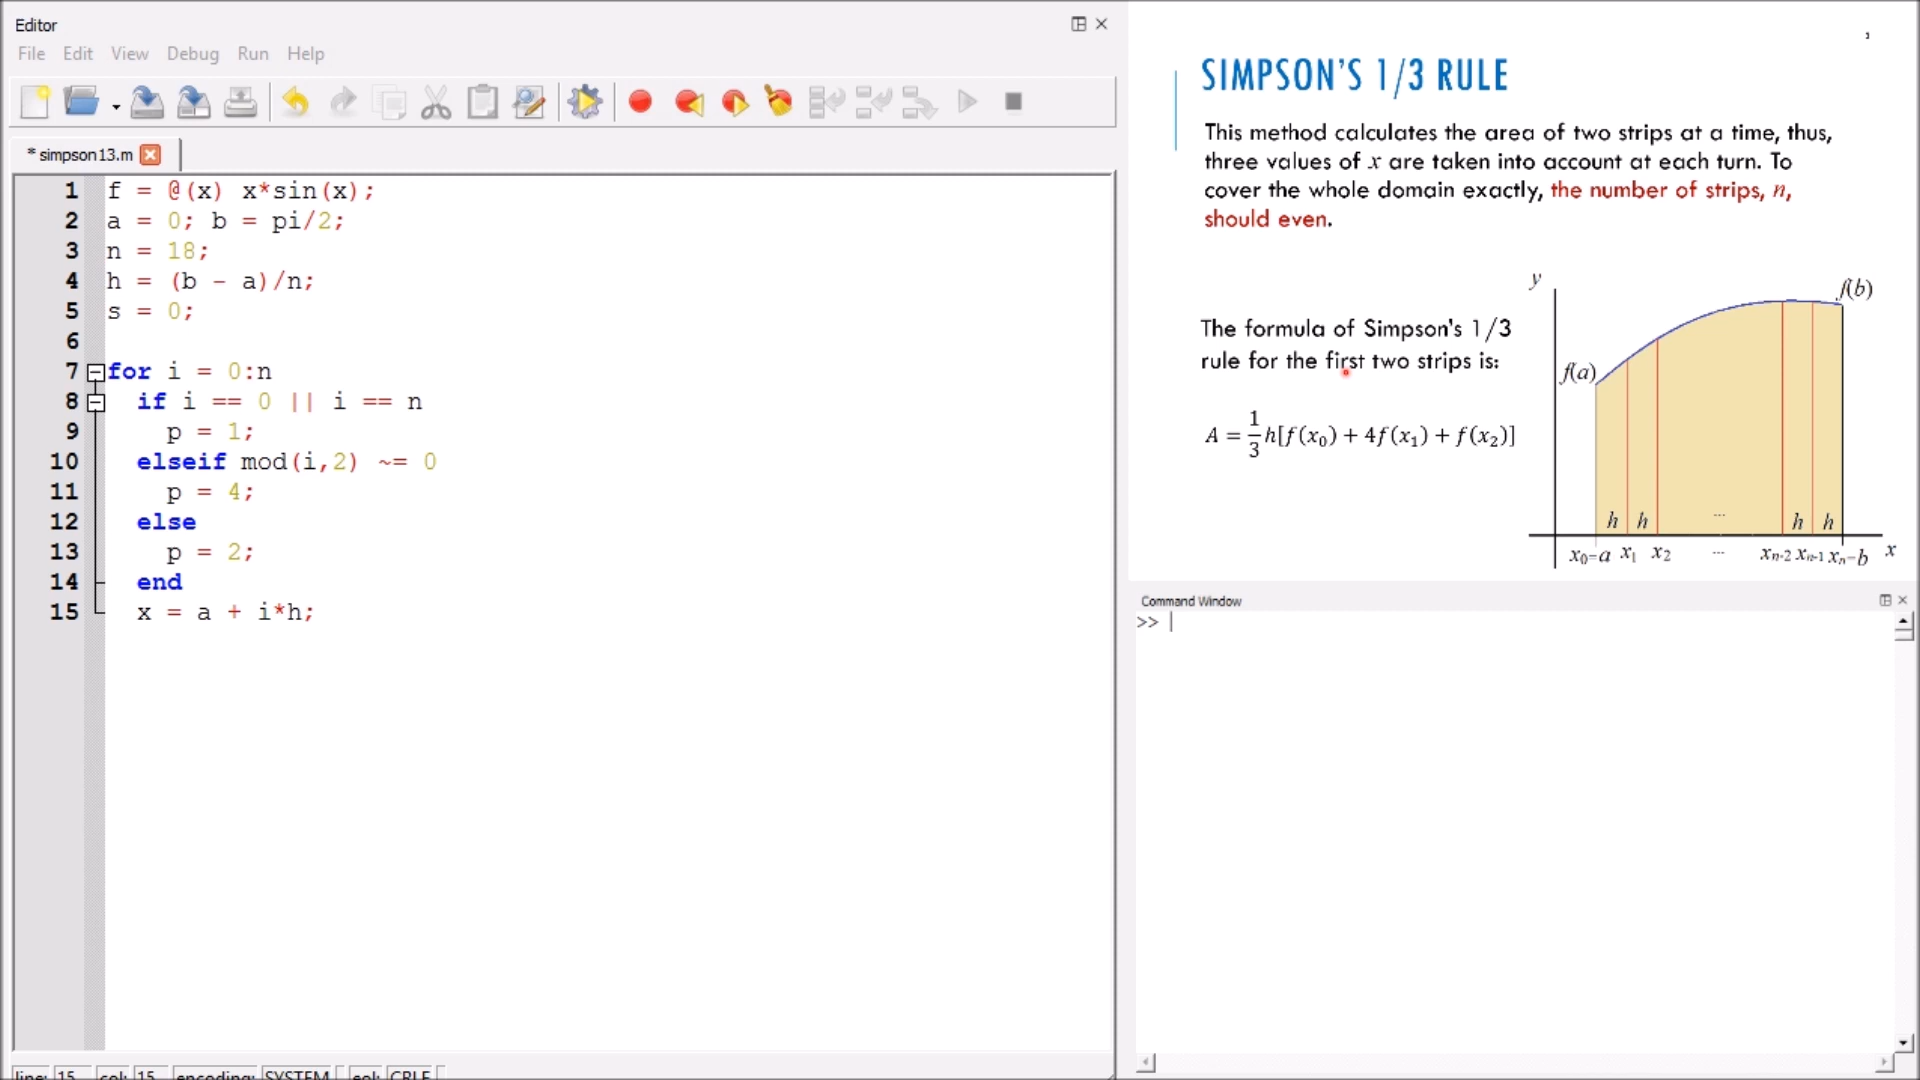 Editor
File Edit View Debug Run Help
* simpson13.m
1 f = @(x) x*sin(x);
2 a = 0; b = pi/2;
3 n = 18;
4 h = (b - a)/n;
5 s = 0;
6
7 for i = 0:n
8 if i == 0 || i == n
9 p = 1;
10 elseif mod(i,2) ~= 0
11 p = 4;
12 else
13 p = 2;
14 end
15 x = a + i*h;
line: 15 col: 15 encoding: SYSTEM eol: CRLF
SIMPSON'S 1/3 RULE
This method calculates the area of two strips at a time, thus,
three values of x are taken into account at each turn. To
cover the whole domain exactly, the number of strips, n,
should even.
The formula of Simpson's 1/3
rule for the first two strips is:
A = 1/3 h[f(x₀) + 4f(x₁) + f(x₂)]
y
f(b)
f(a)
h h ... h h
x₀=a x₁ x₂ ... xₙ₋₂ xₙ₋₁ xₙ=b x
Command Window
>>